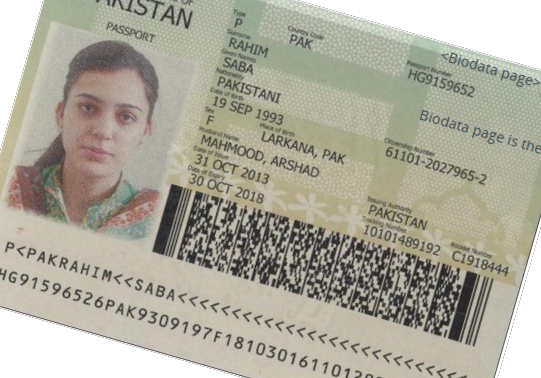 PAKISTAN
PASSPORT
Type
P
Country Code
PAK
Surname
RAHIM
Given Names
SABA
Nationality
PAKISTANI
Date of Birth
19 SEP 1993
Sex
F
Place of Birth
LARKANA, PAK
Husband Name
MAHMOOD, ARSHAD
Date of Issue
31 OCT 2013
Date of Expiry
30 OCT 2018
Passport Number
HG9159652
Citizenship Number
61101-2027965-2
Issuing Authority
PAKISTAN
Tracking Number
10101489192
Booklet Number
C1918444
<Biodata page>
Biodata page is the
P<PAKRAHIM<<SABA<<<<<<<<<<<<<<<<<<<<<<<<<<<
HG91596526PAK9309197F1810301611012